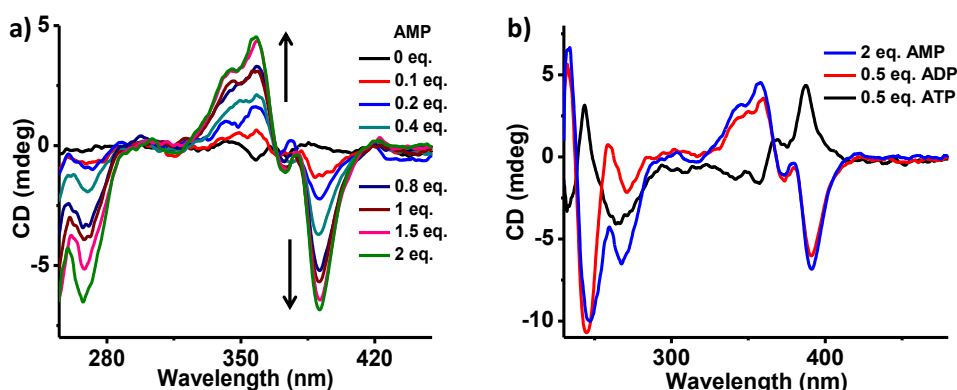 a)
AMP
0 eq.
0.1 eq.
0.2 eq.
0.4 eq.
0.8 eq.
1 eq.
1.5 eq.
2 eq.
5
0
-5
CD (mdeg)
280 350 420
Wavelength (nm)
b)
2 eq. AMP
0.5 eq. ADP
0.5 eq. ATP
5
0
-5
-10
CD (mdeg)
300 400
Wavelength (nm)